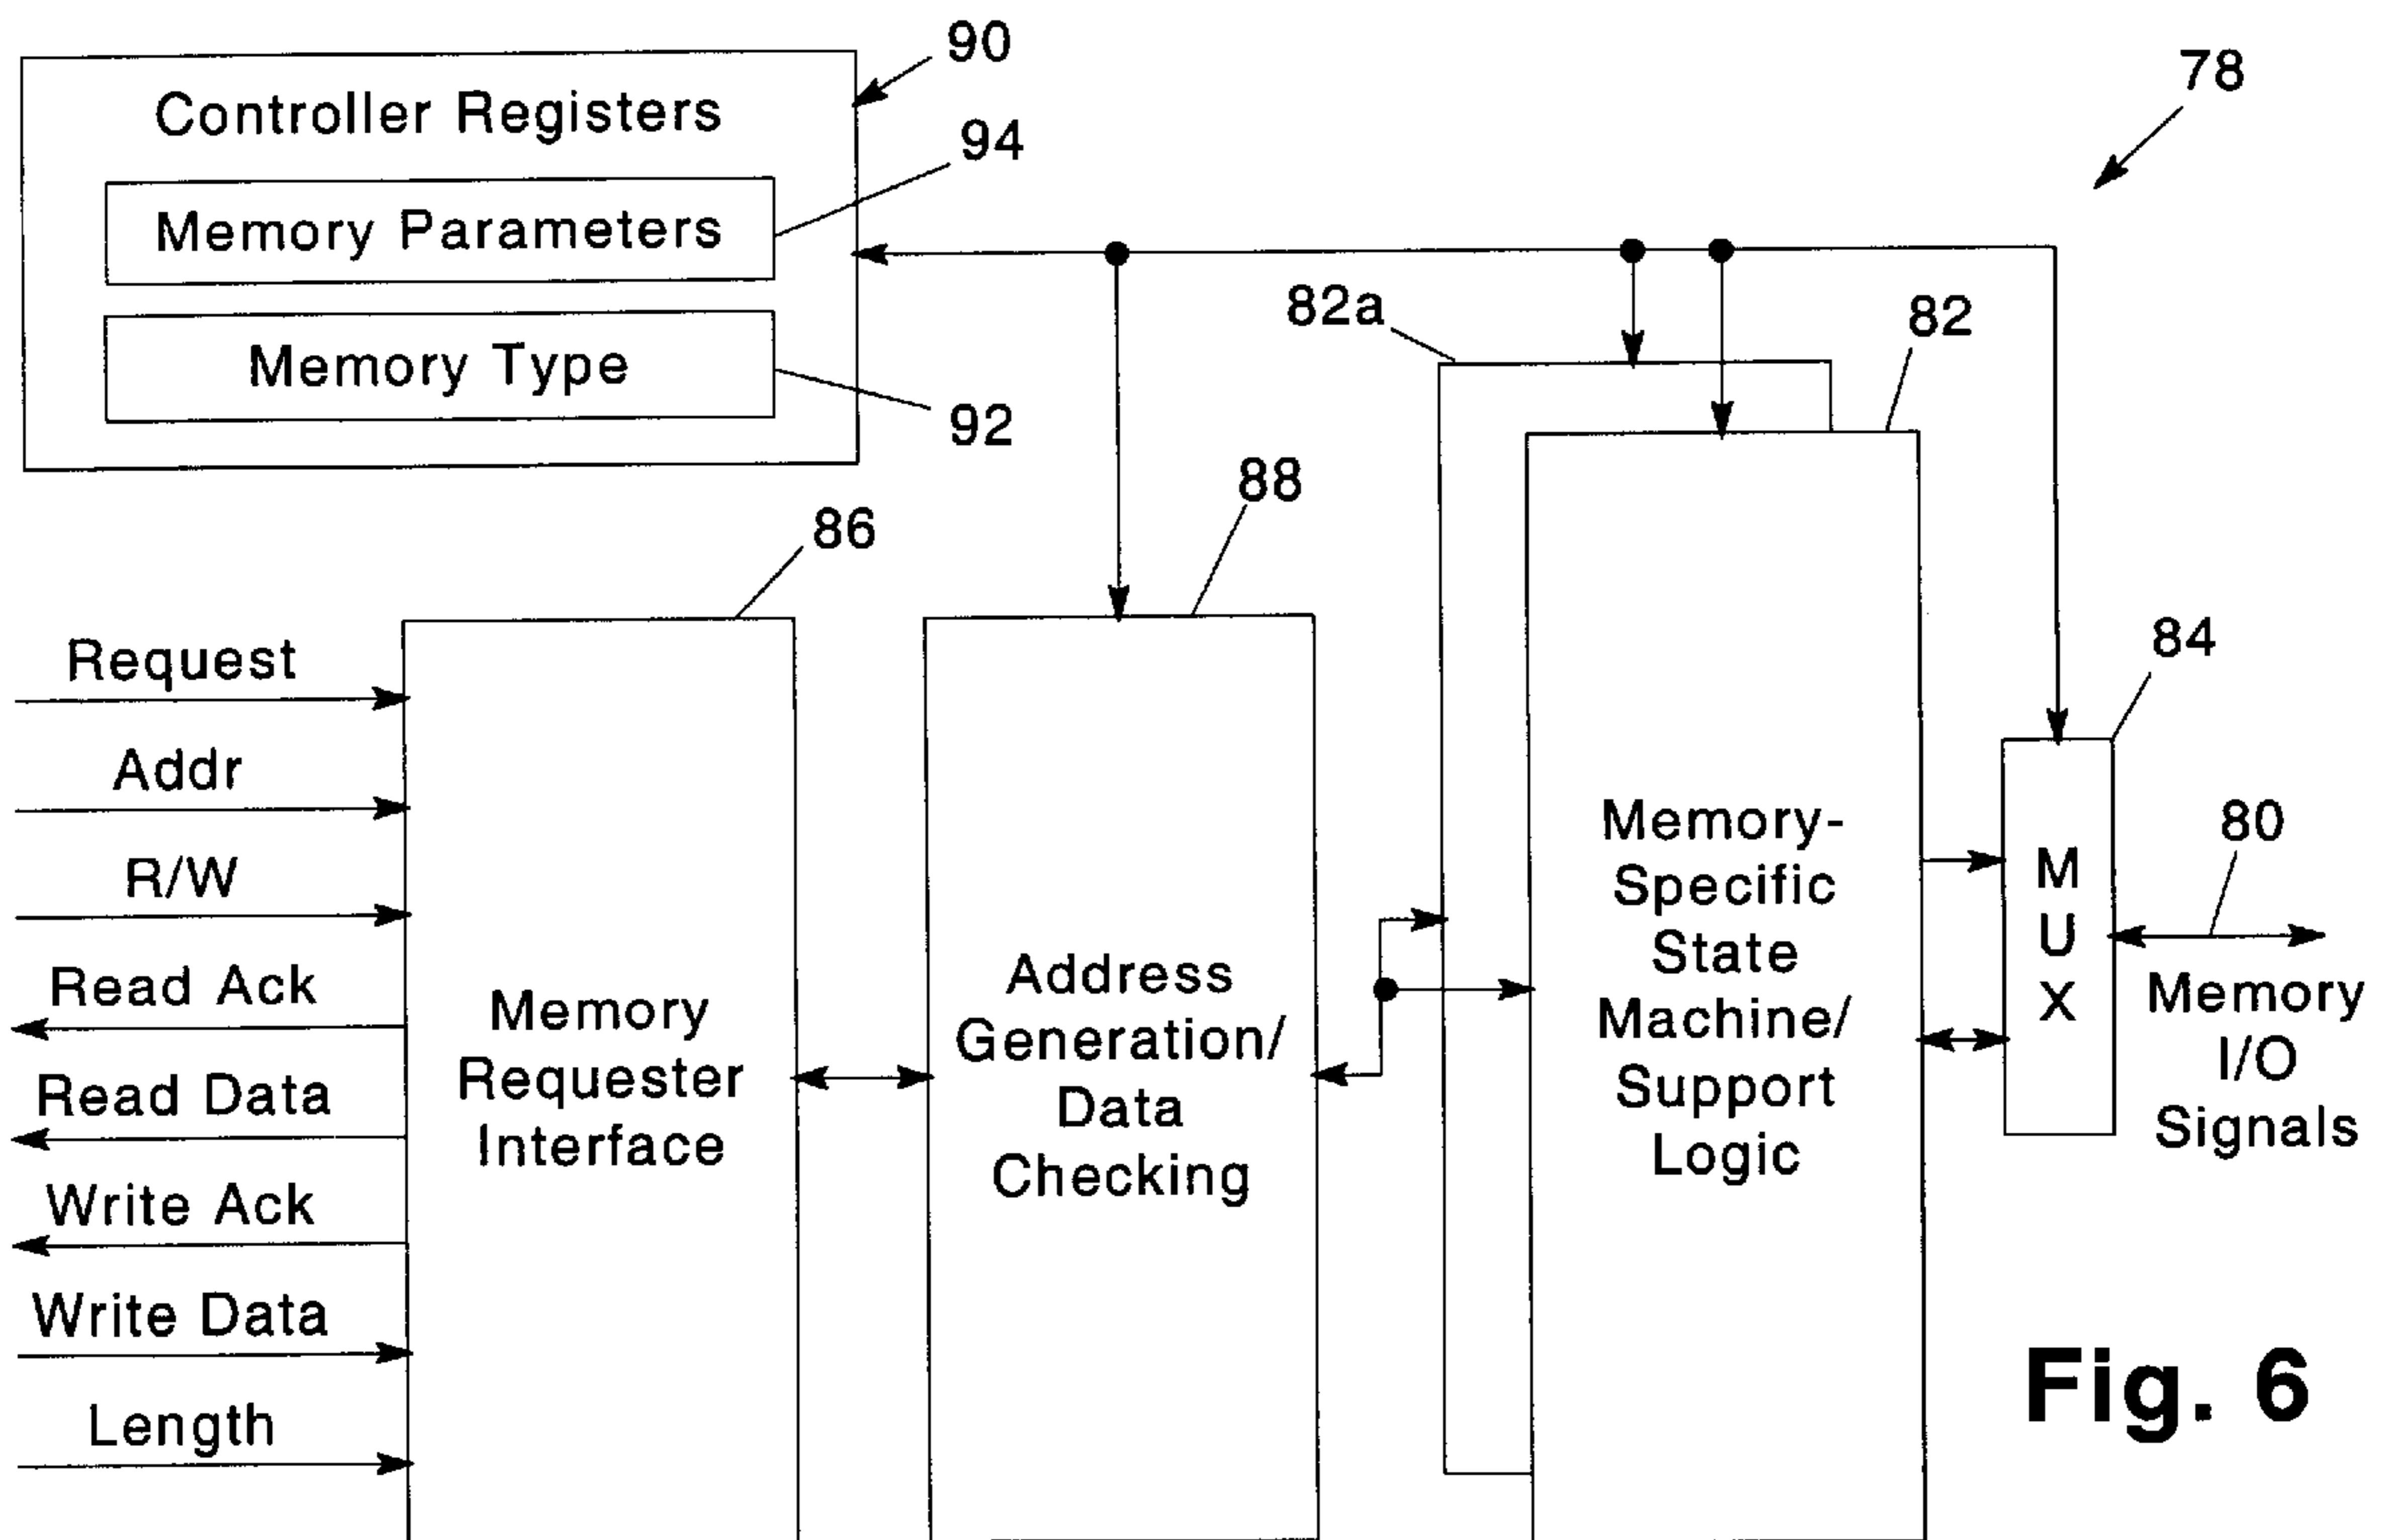 90
78
Controller Registers
94
Memory Parameters
82a
82
Memory Type
92
88
86
Request
84
Addr
R/W
Read Ack
Read Data
Write Ack
Write Data
Length
Memory
Requester
Interface
Address
Generation/
Data
Checking
Memory-
Specific
State
Machine/
Support
Logic
M
U
X
80
Memory
I/O
Signals
Fig. 6